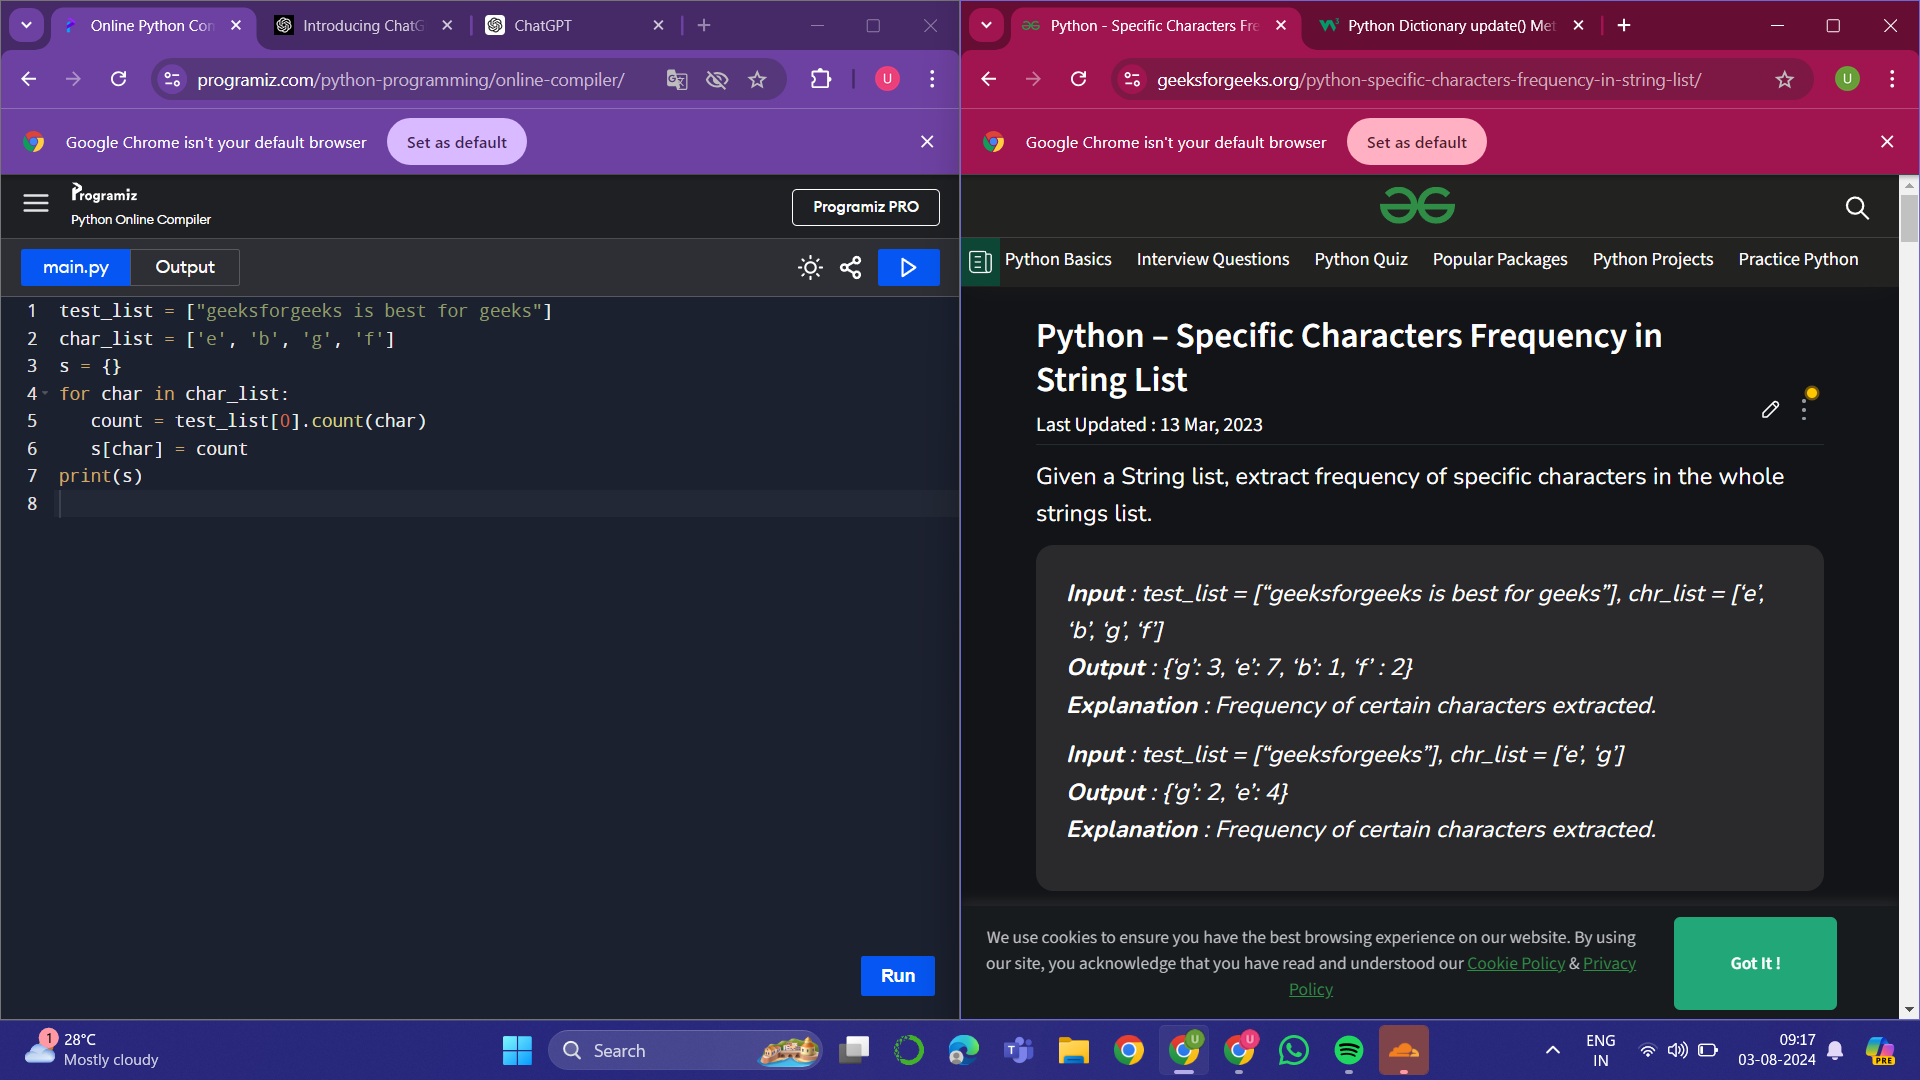 Online Python Con
Introducing ChatG
ChatGPT
programiz.com/python-programming/online-compiler/
U
Google Chrome isn't your default browser
Set as default
Programiz
Python Online Compiler
Programiz PRO
main.py
Output
1 test_list = ["geeksforgeeks is best for geeks"]
2 char_list = ['e', 'b', 'g', 'f']
3 s = {}
4 for char in char_list:
5 count = test_list[0].count(char)
6 s[char] = count
7 print(s)
8
Run
Python - Specific Characters Fre
Python Dictionary update() Met
geeksforgeeks.org/python-specific-characters-frequency-in-string-list/
U
Google Chrome isn't your default browser
Set as default
Python Basics
Interview Questions
Python Quiz
Popular Packages
Python Projects
Practice Python
Python – Specific Characters Frequency in
String List
Last Updated : 13 Mar, 2023
Given a String list, extract frequency of specific characters in the whole
strings list.
Input : test_list = [“geeksforgeeks is best for geeks”], chr_list = [‘e’,
‘b’, ‘g’, ‘f’]
Output : {‘g’: 3, ‘e’: 7, ‘b’: 1, ‘f’ : 2}
Explanation : Frequency of certain characters extracted.
Input : test_list = [“geeksforgeeks”], chr_list = [‘e’, ‘g’]
Output : {‘g’: 2, ‘e’: 4}
Explanation : Frequency of certain characters extracted.
We use cookies to ensure you have the best browsing experience on our website. By using
our site, you acknowledge that you have read and understood our Cookie Policy & Privacy
Policy
Got It !
1
28°C
Mostly cloudy
Search
U
U
ENG
IN
09:17
03-08-2024
PRE